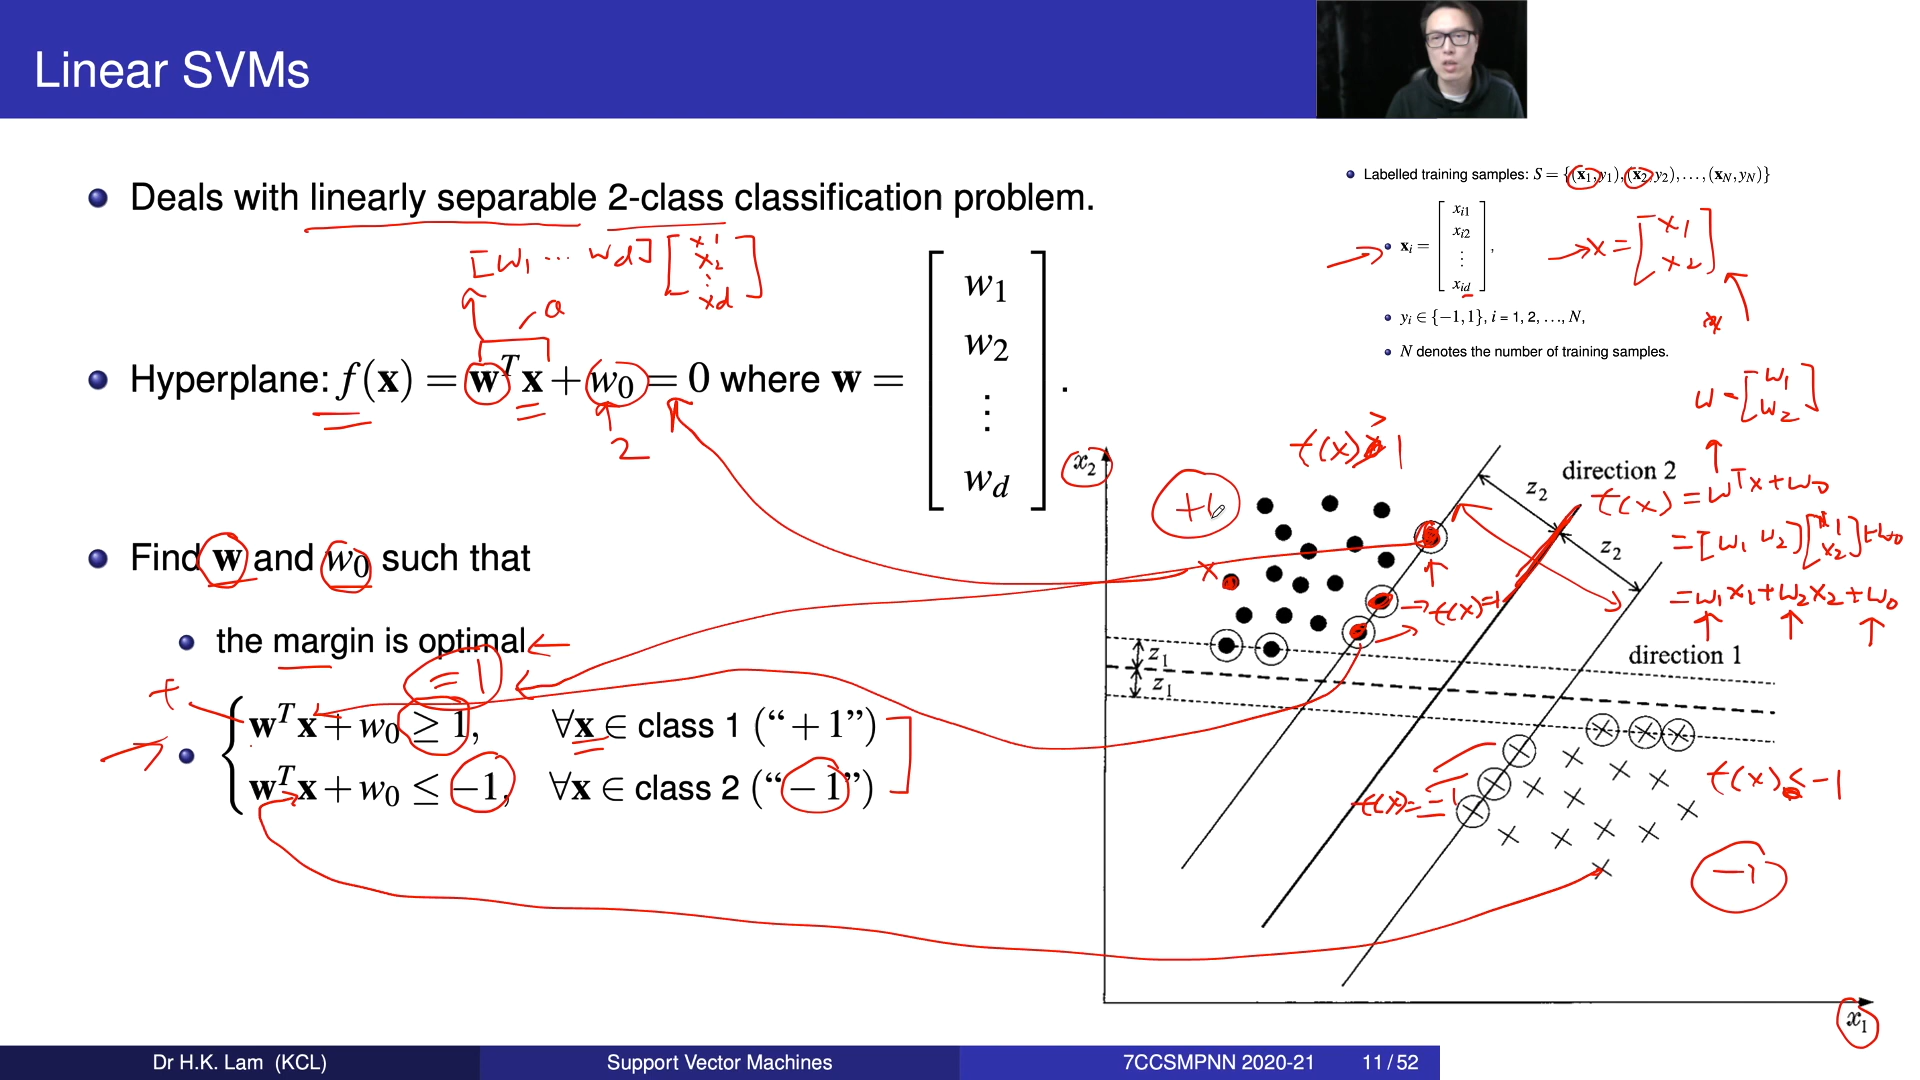 Linear SVMs
Deals with linearly separable 2-class classification problem.
[w1 ... wd] [x1 x2 ⋮ xd]
Hyperplane: f(x) = w^T x + w0 = 0 where w = [w1 w2 ⋮ wd].
2
Find w and w0 such that
the margin is optimal
= 1
+
w^T x + w0 ≥ 1, ∀x ∈ class 1 (“+1”)
w^T x + w0 ≤ −1, ∀x ∈ class 2 (“−1”)
Labelled training samples: S = {(x1,y1),(x2,y2),…,(xN,yN)}
xi = [xi1 xi2 ⋮ xid],
x = [x1 x2]
yi ∈ {−1,1}, i = 1, 2, …, N,
N denotes the number of training samples.
w = [w1 w2]
x2
f(x) > 1
+1
direction 2
z2
z2
f(x) = w^T x + w0
= [w1 w2] [x1 x2] + w0
= w1x1 + w2x2 + w0
x
f(x)=1
direction 1
z1
z1
f(x) = −1
f(x) ≤ −1
−1
x1
Dr H.K. Lam (KCL)
Support Vector Machines
7CCSMPNN 2020-21
11 / 52